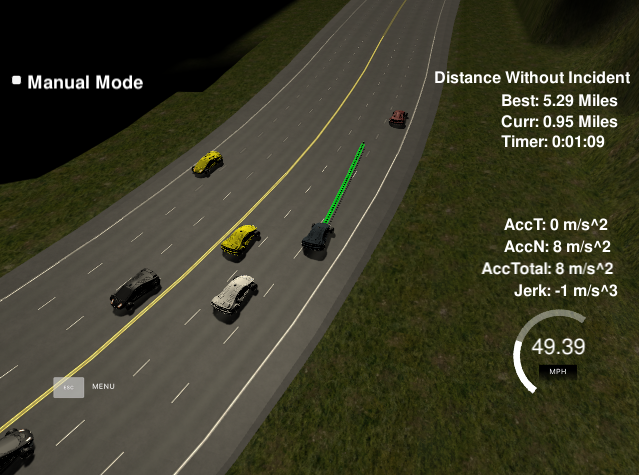 Manual Mode
Distance Without Incident
Best: 5.29 Miles
Curr: 0.95 Miles
Timer: 0:01:09
AccT: 0 m/s^2
AccN: 8 m/s^2
AccTotal: 8 m/s^2
Jerk: -1 m/s^3
49.39
MPH
ESC MENU